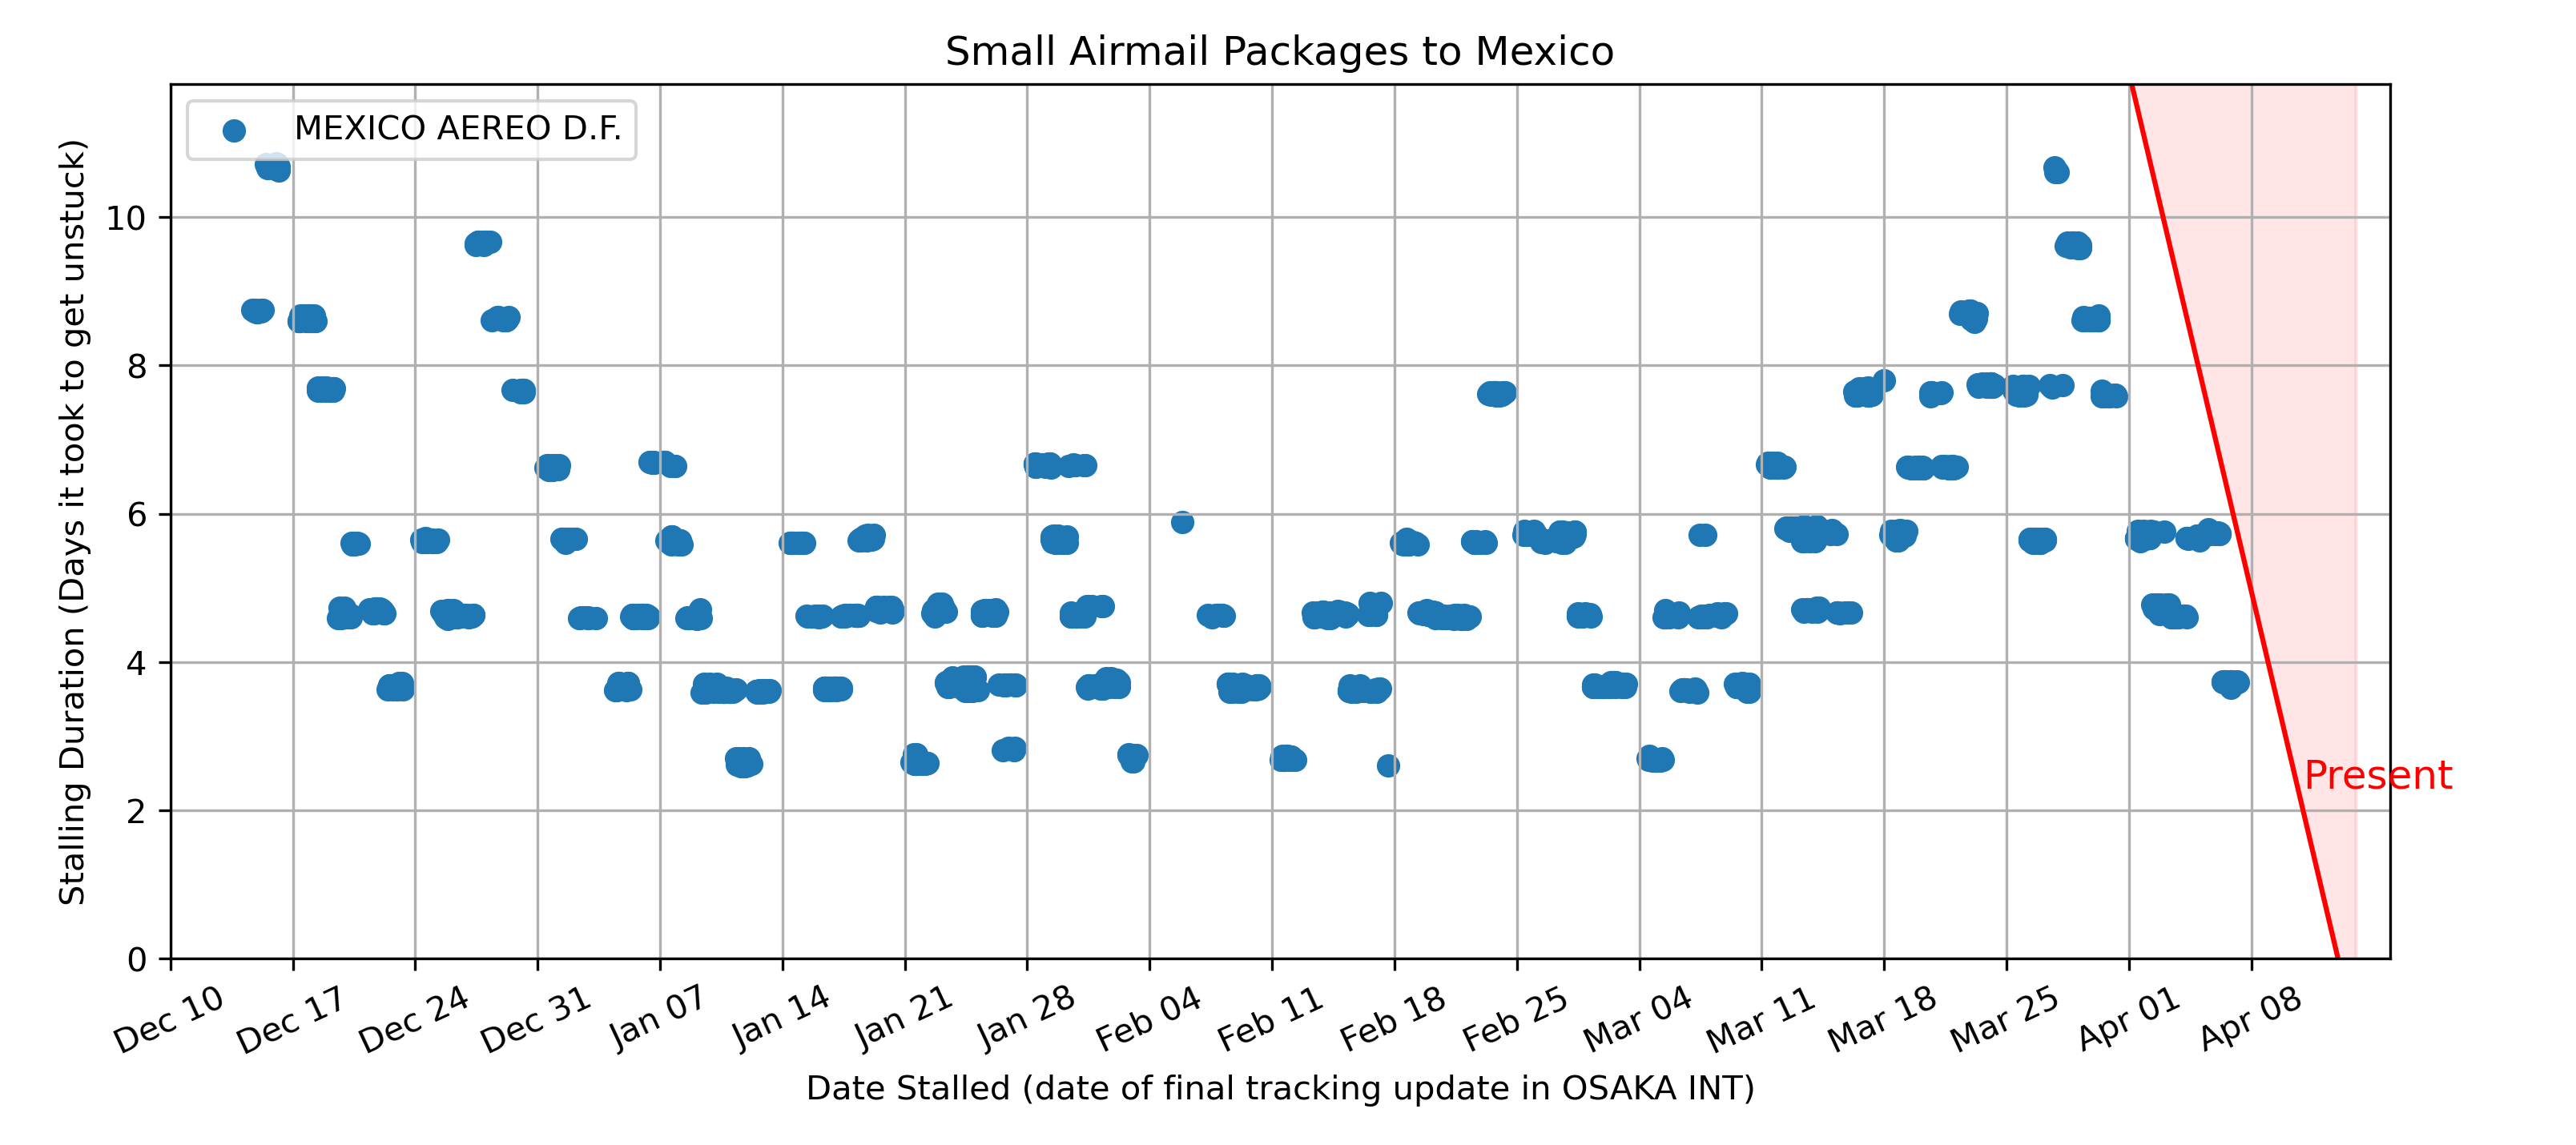 Small Airmail Packages to Mexico
MEXICO AEREO D.F.
Stalling Duration (Days it took to get unstuck)
10
8
6
4
2
0
Present
Dec 10
Dec 17
Dec 24
Dec 31
Jan 07
Jan 14
Jan 21
Jan 28
Feb 04
Feb 11
Feb 18
Feb 25
Mar 04
Mar 11
Mar 18
Mar 25
Apr 01
Apr 08
Date Stalled (date of final tracking update in OSAKA INT)